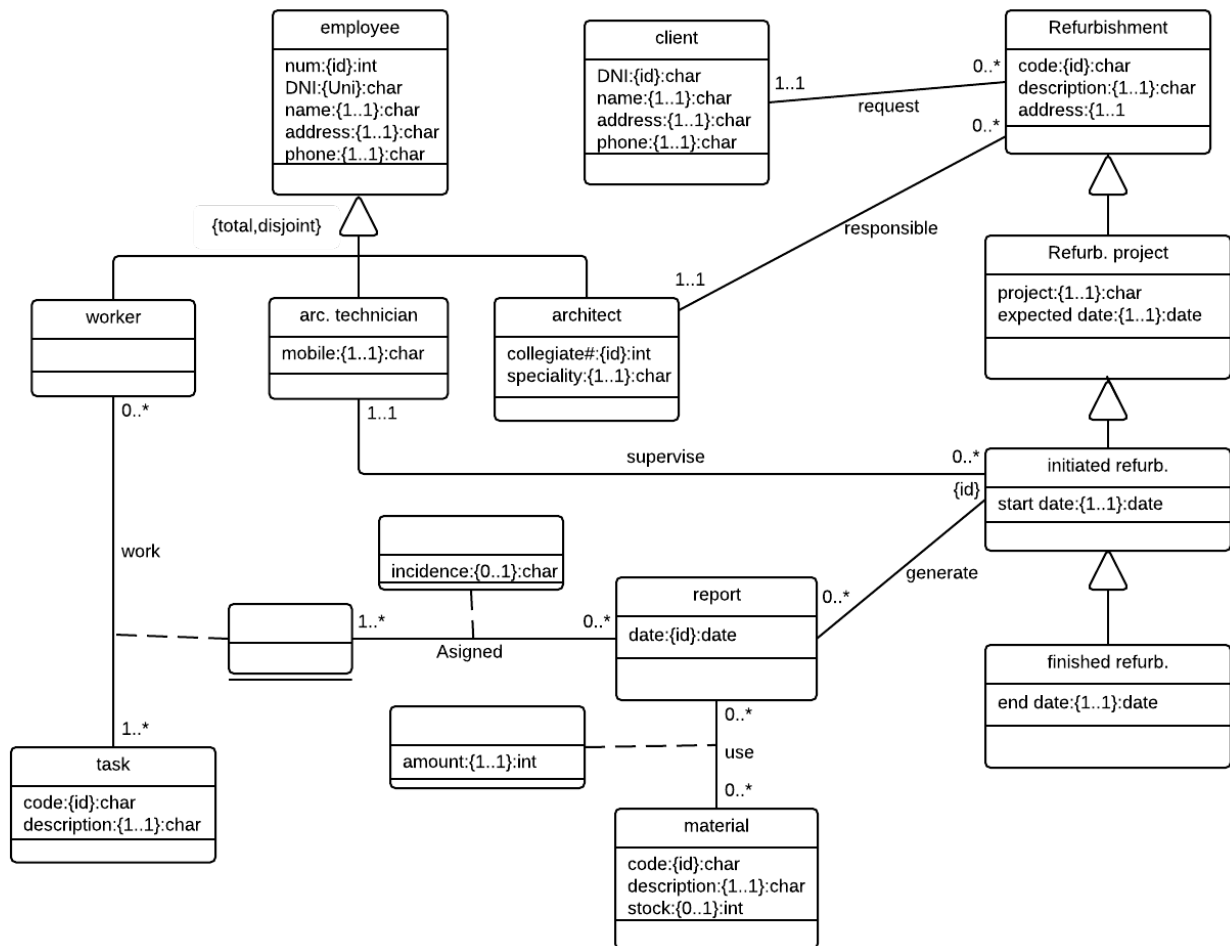 employee
num:{id}:int
DNI:{Uni}:char
name:{1..1}:char
address:{1..1}:char
phone:{1..1}:char
client
DNI:{id}:char
name:{1..1}:char
address:{1..1}:char
phone:{1..1}:char
1..1
request
0..*
Refurbishment
code:{id}:char
description:{1..1}:char
address:{1..1
0..*
responsible
1..1
{total,disjoint}
worker
arc. technician
mobile:{1..1}:char
architect
collegiate#:{id}:int
speciality:{1..1}:char
Refurb. project
project:{1..1}:char
expected date:{1..1}:date
0..*
1..1
supervise
0..*
{id}
initiated refurb.
start date:{1..1}:date
work
incidence:{0..1}:char
generate
0..*
1..*
Asigned
0..*
report
date:{id}:date
finished refurb.
end date:{1..1}:date
1..*
task
code:{id}:char
description:{1..1}:char
amount:{1..1}:int
0..*
use
0..*
material
code:{id}:char
description:{1..1}:char
stock:{0..1}:int